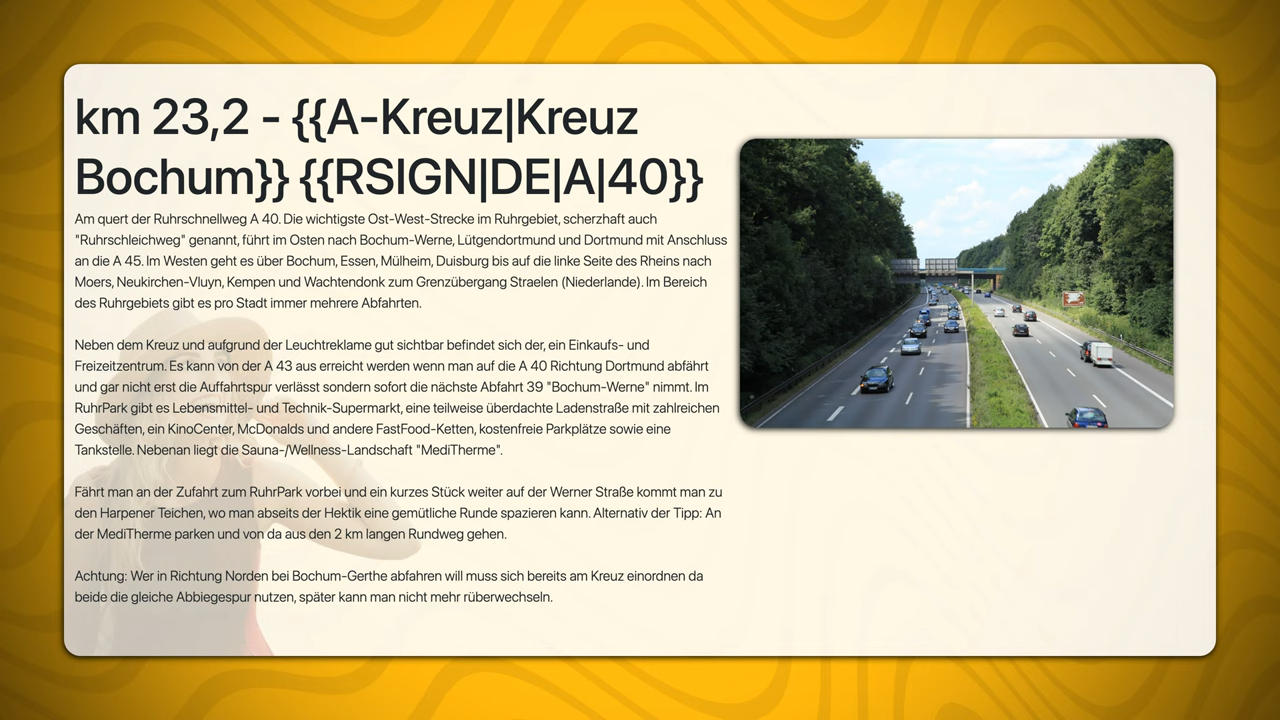 km 23,2 - {{A-Kreuz|Kreuz
Bochum}} {{RSIGN|DE|A|40}}
Am quert der Ruhrschnellweg A 40. Die wichtigste Ost-West-Strecke im Ruhrgebiet, scherzhaft auch
"Ruhrschleichweg" genannt, führt im Osten nach Bochum-Werne, Lütgendortmund und Dortmund mit Anschluss
an die A 45. Im Westen geht es über Bochum, Essen, Mülheim, Duisburg bis auf die linke Seite des Rheins nach
Moers, Neukirchen-Vluyn, Kempen und Wachtendonk zum Grenzübergang Straelen (Niederlande). Im Bereich
des Ruhrgebiets gibt es pro Stadt immer mehrere Abfahrten.
Neben dem Kreuz und aufgrund der Leuchtreklame gut sichtbar befindet sich der, ein Einkaufs- und
Freizeitzentrum. Es kann von der A 43 aus erreicht werden wenn man auf die A 40 Richtung Dortmund abfährt
und gar nicht erst die Auffahrtspur verlässt sondern sofort die nächste Abfahrt 39 "Bochum-Werne" nimmt. Im
RuhrPark gibt es Lebensmittel- und Technik-Supermarkt, eine teilweise überdachte Ladenstraße mit zahlreichen
Geschäften, ein KinoCenter, McDonalds und andere FastFood-Ketten, kostenfreie Parkplätze sowie eine
Tankstelle. Nebenan liegt die Sauna-/Wellness-Landschaft "MediTherme".
Fährt man an der Zufahrt zum RuhrPark vorbei und ein kurzes Stück weiter auf der Werner Straße kommt man zu
den Harpener Teichen, wo man abseits der Hektik eine gemütliche Runde spazieren kann. Alternativ der Tipp: An
der MediTherme parken und von da aus den 2 km langen Rundweg gehen.
Achtung: Wer in Richtung Norden bei Bochum-Gerthe abfahren will muss sich bereits am Kreuz einordnen da
beide die gleiche Abbiegespur nutzen, später kann man nicht mehr rüberwechseln.